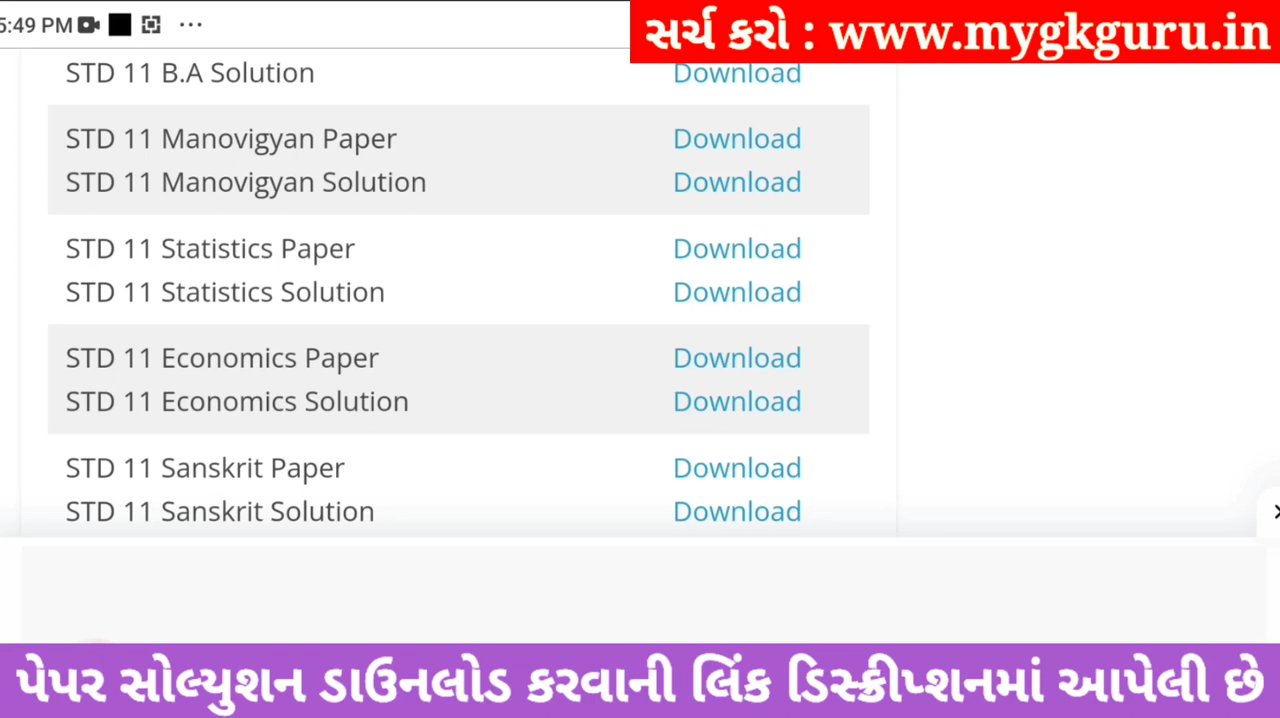 5:49 PM
સર્ચ કરો : www.mygkguru.in
STD 11 B.A Solution Download
STD 11 Manovigyan Paper Download
STD 11 Manovigyan Solution Download
STD 11 Statistics Paper Download
STD 11 Statistics Solution Download
STD 11 Economics Paper Download
STD 11 Economics Solution Download
STD 11 Sanskrit Paper Download
STD 11 Sanskrit Solution Download
પેપર સોલ્યુશન ડાઉનલોડ કરવાની લિંક ડિસ્ક્રીપ્શનમાં આપેલી છે